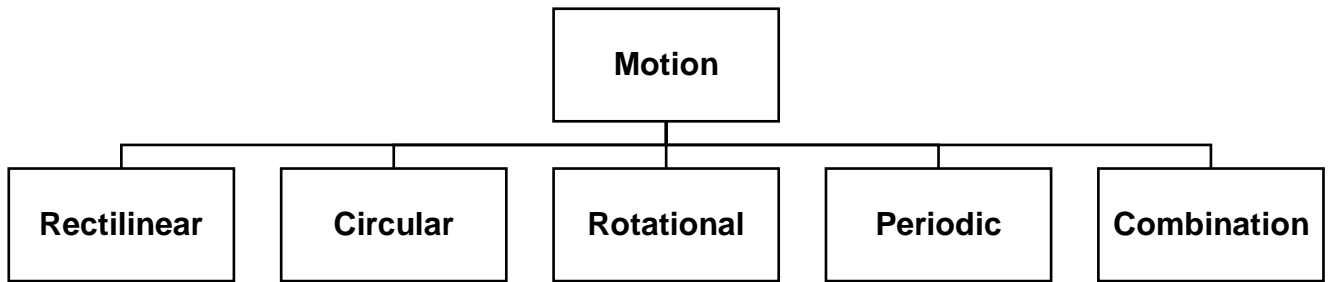 Motion
Rectilinear
Circular
Rotational
Periodic
Combination